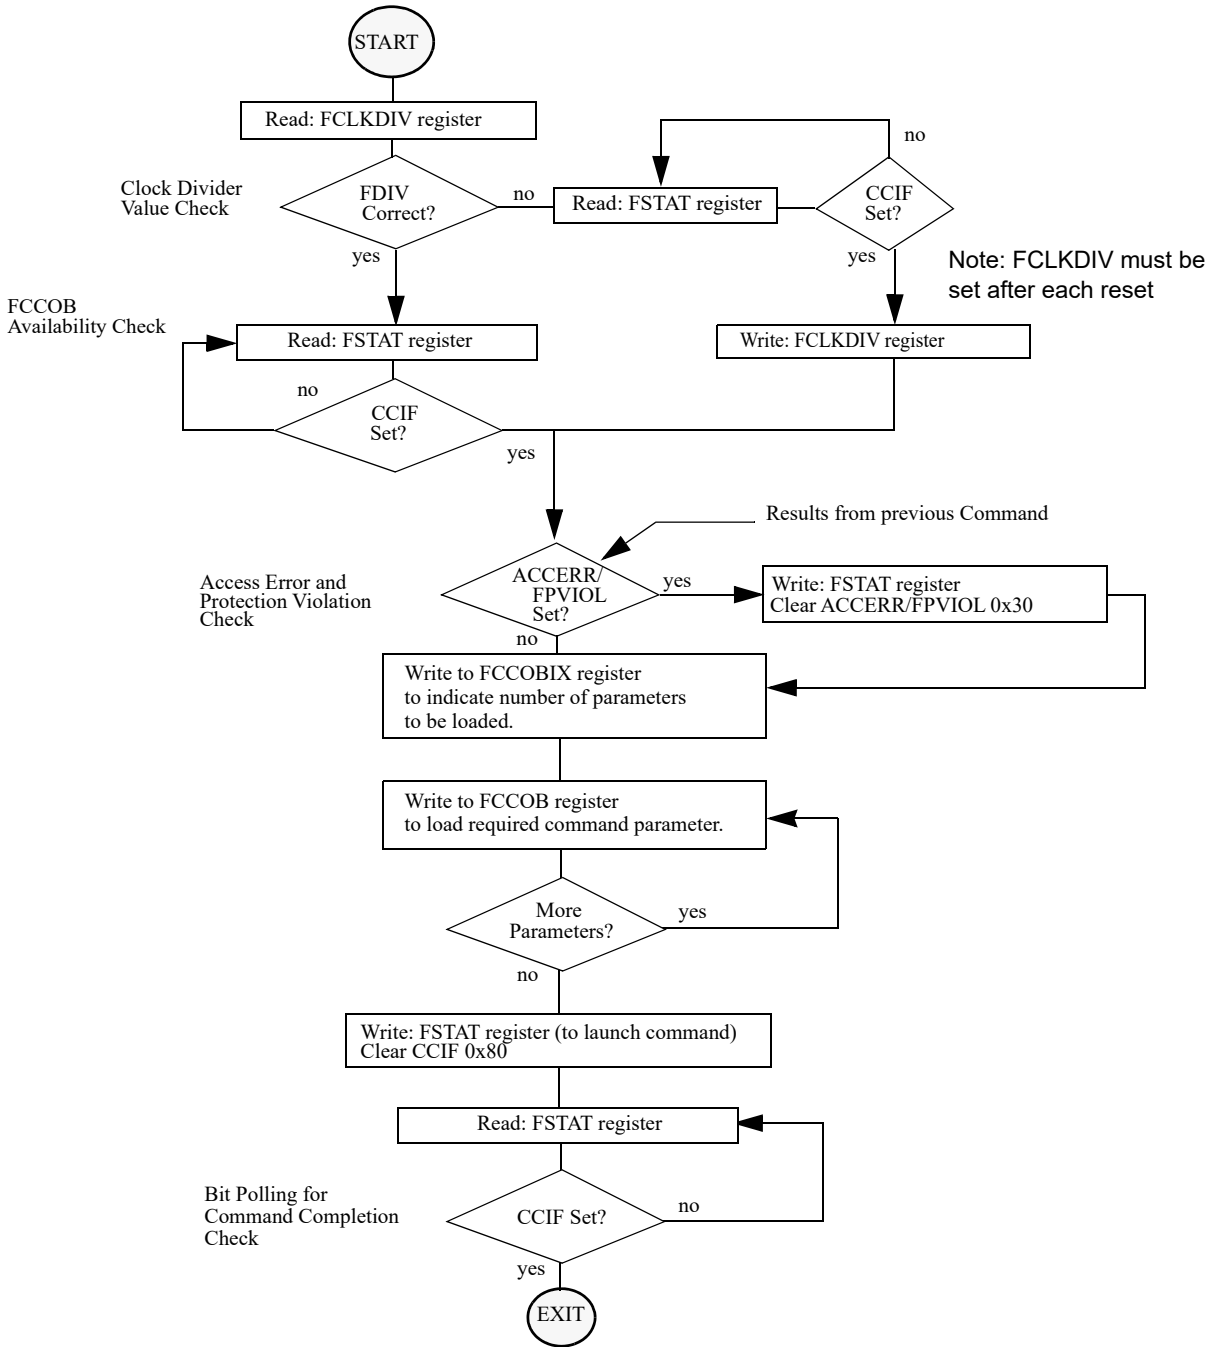 START
Read: FCLKDIV register
Clock Divider
Value Check
FDIV
Correct?
no
Read: FSTAT register
CCIF
Set?
no
yes
yes
Note: FCLKDIV must be
set after each reset
FCCOB
Availability Check
Read: FSTAT register
Write: FCLKDIV register
no
CCIF
Set?
yes
Results from previous Command
Access Error and
Protection Violation
Check
ACCERR/
FPVIOL
Set?
yes
Write: FSTAT register
Clear ACCERR/FPVIOL 0x30
no
Write to FCCOBIX register
to indicate number of parameters
to be loaded.
Write to FCCOB register
to load required command parameter.
More
Parameters?
yes
no
Write: FSTAT register (to launch command)
Clear CCIF 0x80
Read: FSTAT register
Bit Polling for
Command Completion
Check
CCIF Set?
no
yes
EXIT